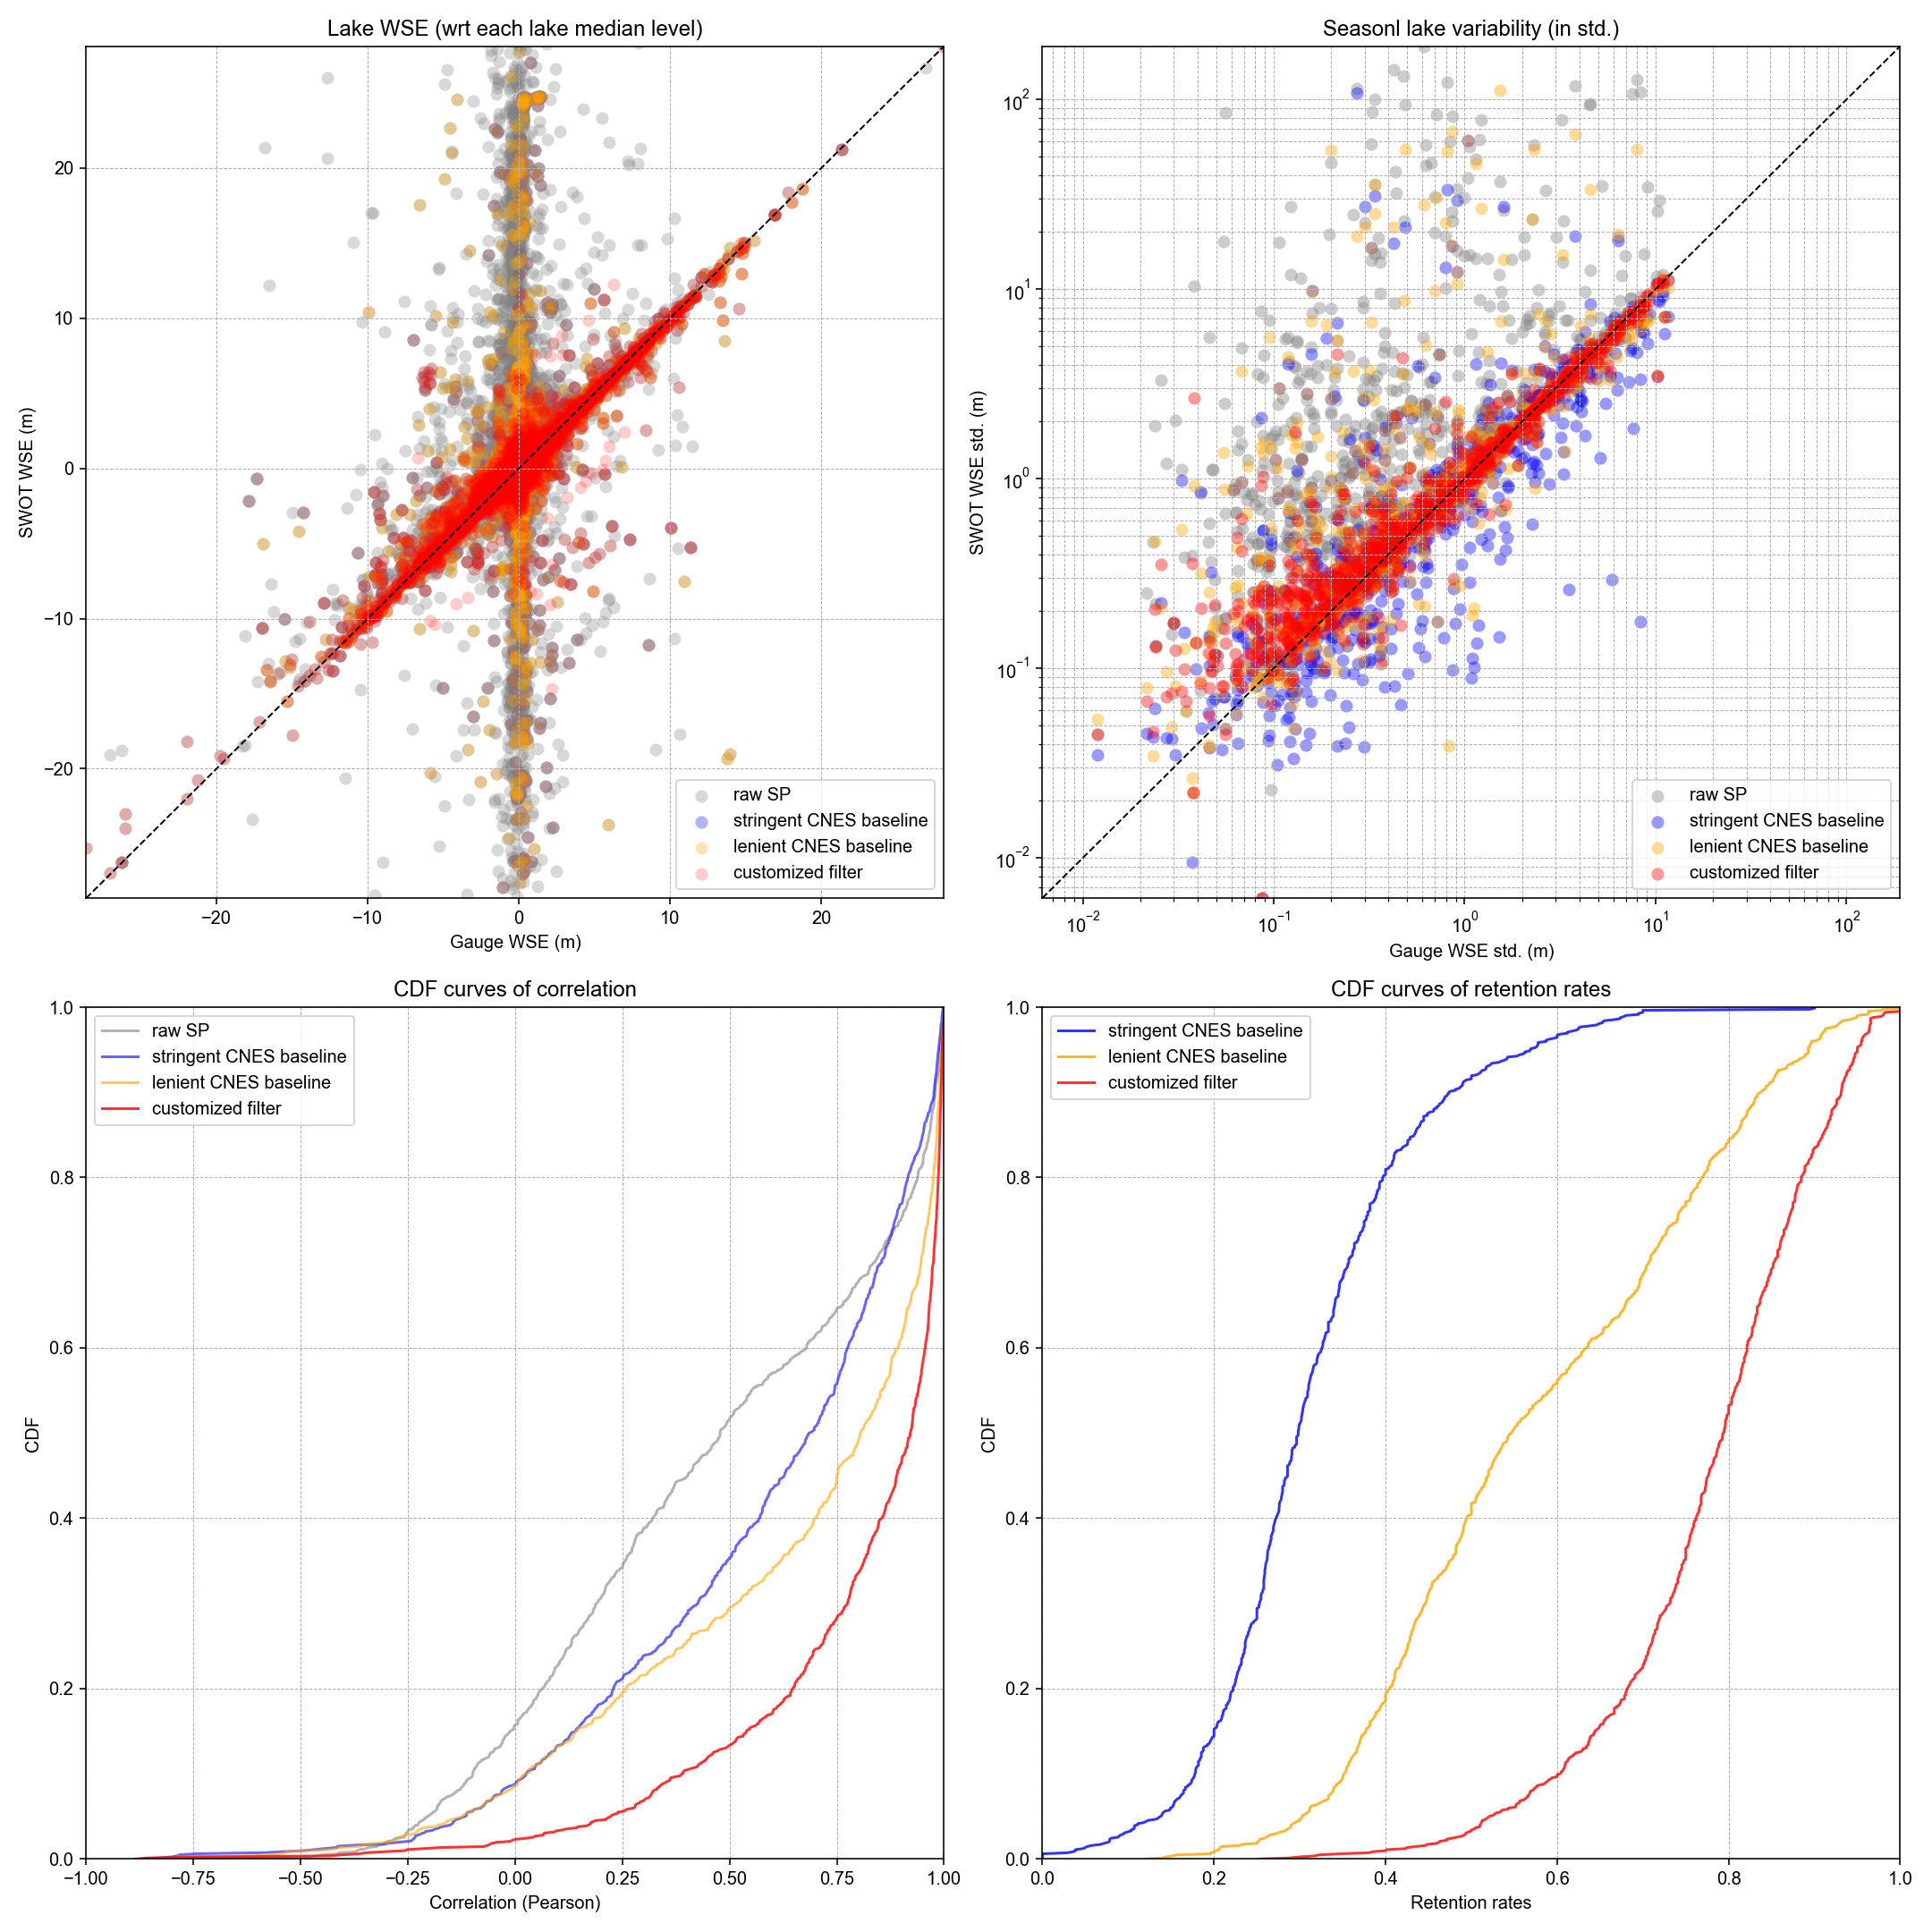 Lake WSE (wrt each lake median level)
SWOT WSE (m)
20
10
0
−10
−20
−20
−10
0
10
20
Gauge WSE (m)
raw SP
stringent CNES baseline
lenient CNES baseline
customized filter
Seasonl lake variability (in std.)
SWOT WSE std. (m)
10²
10¹
10⁰
10⁻¹
10⁻²
10⁻²
10⁻¹
10⁰
10¹
10²
Gauge WSE std. (m)
raw SP
stringent CNES baseline
lenient CNES baseline
customized filter
CDF curves of correlation
raw SP
stringent CNES baseline
lenient CNES baseline
customized filter
CDF
1.0
0.8
0.6
0.4
0.2
0.0
−1.00
−0.75
−0.50
−0.25
0.00
0.25
0.50
0.75
1.00
Correlation (Pearson)
CDF curves of retention rates
stringent CNES baseline
lenient CNES baseline
customized filter
CDF
1.0
0.8
0.6
0.4
0.2
0.0
0.0
0.2
0.4
0.6
0.8
1.0
Retention rates